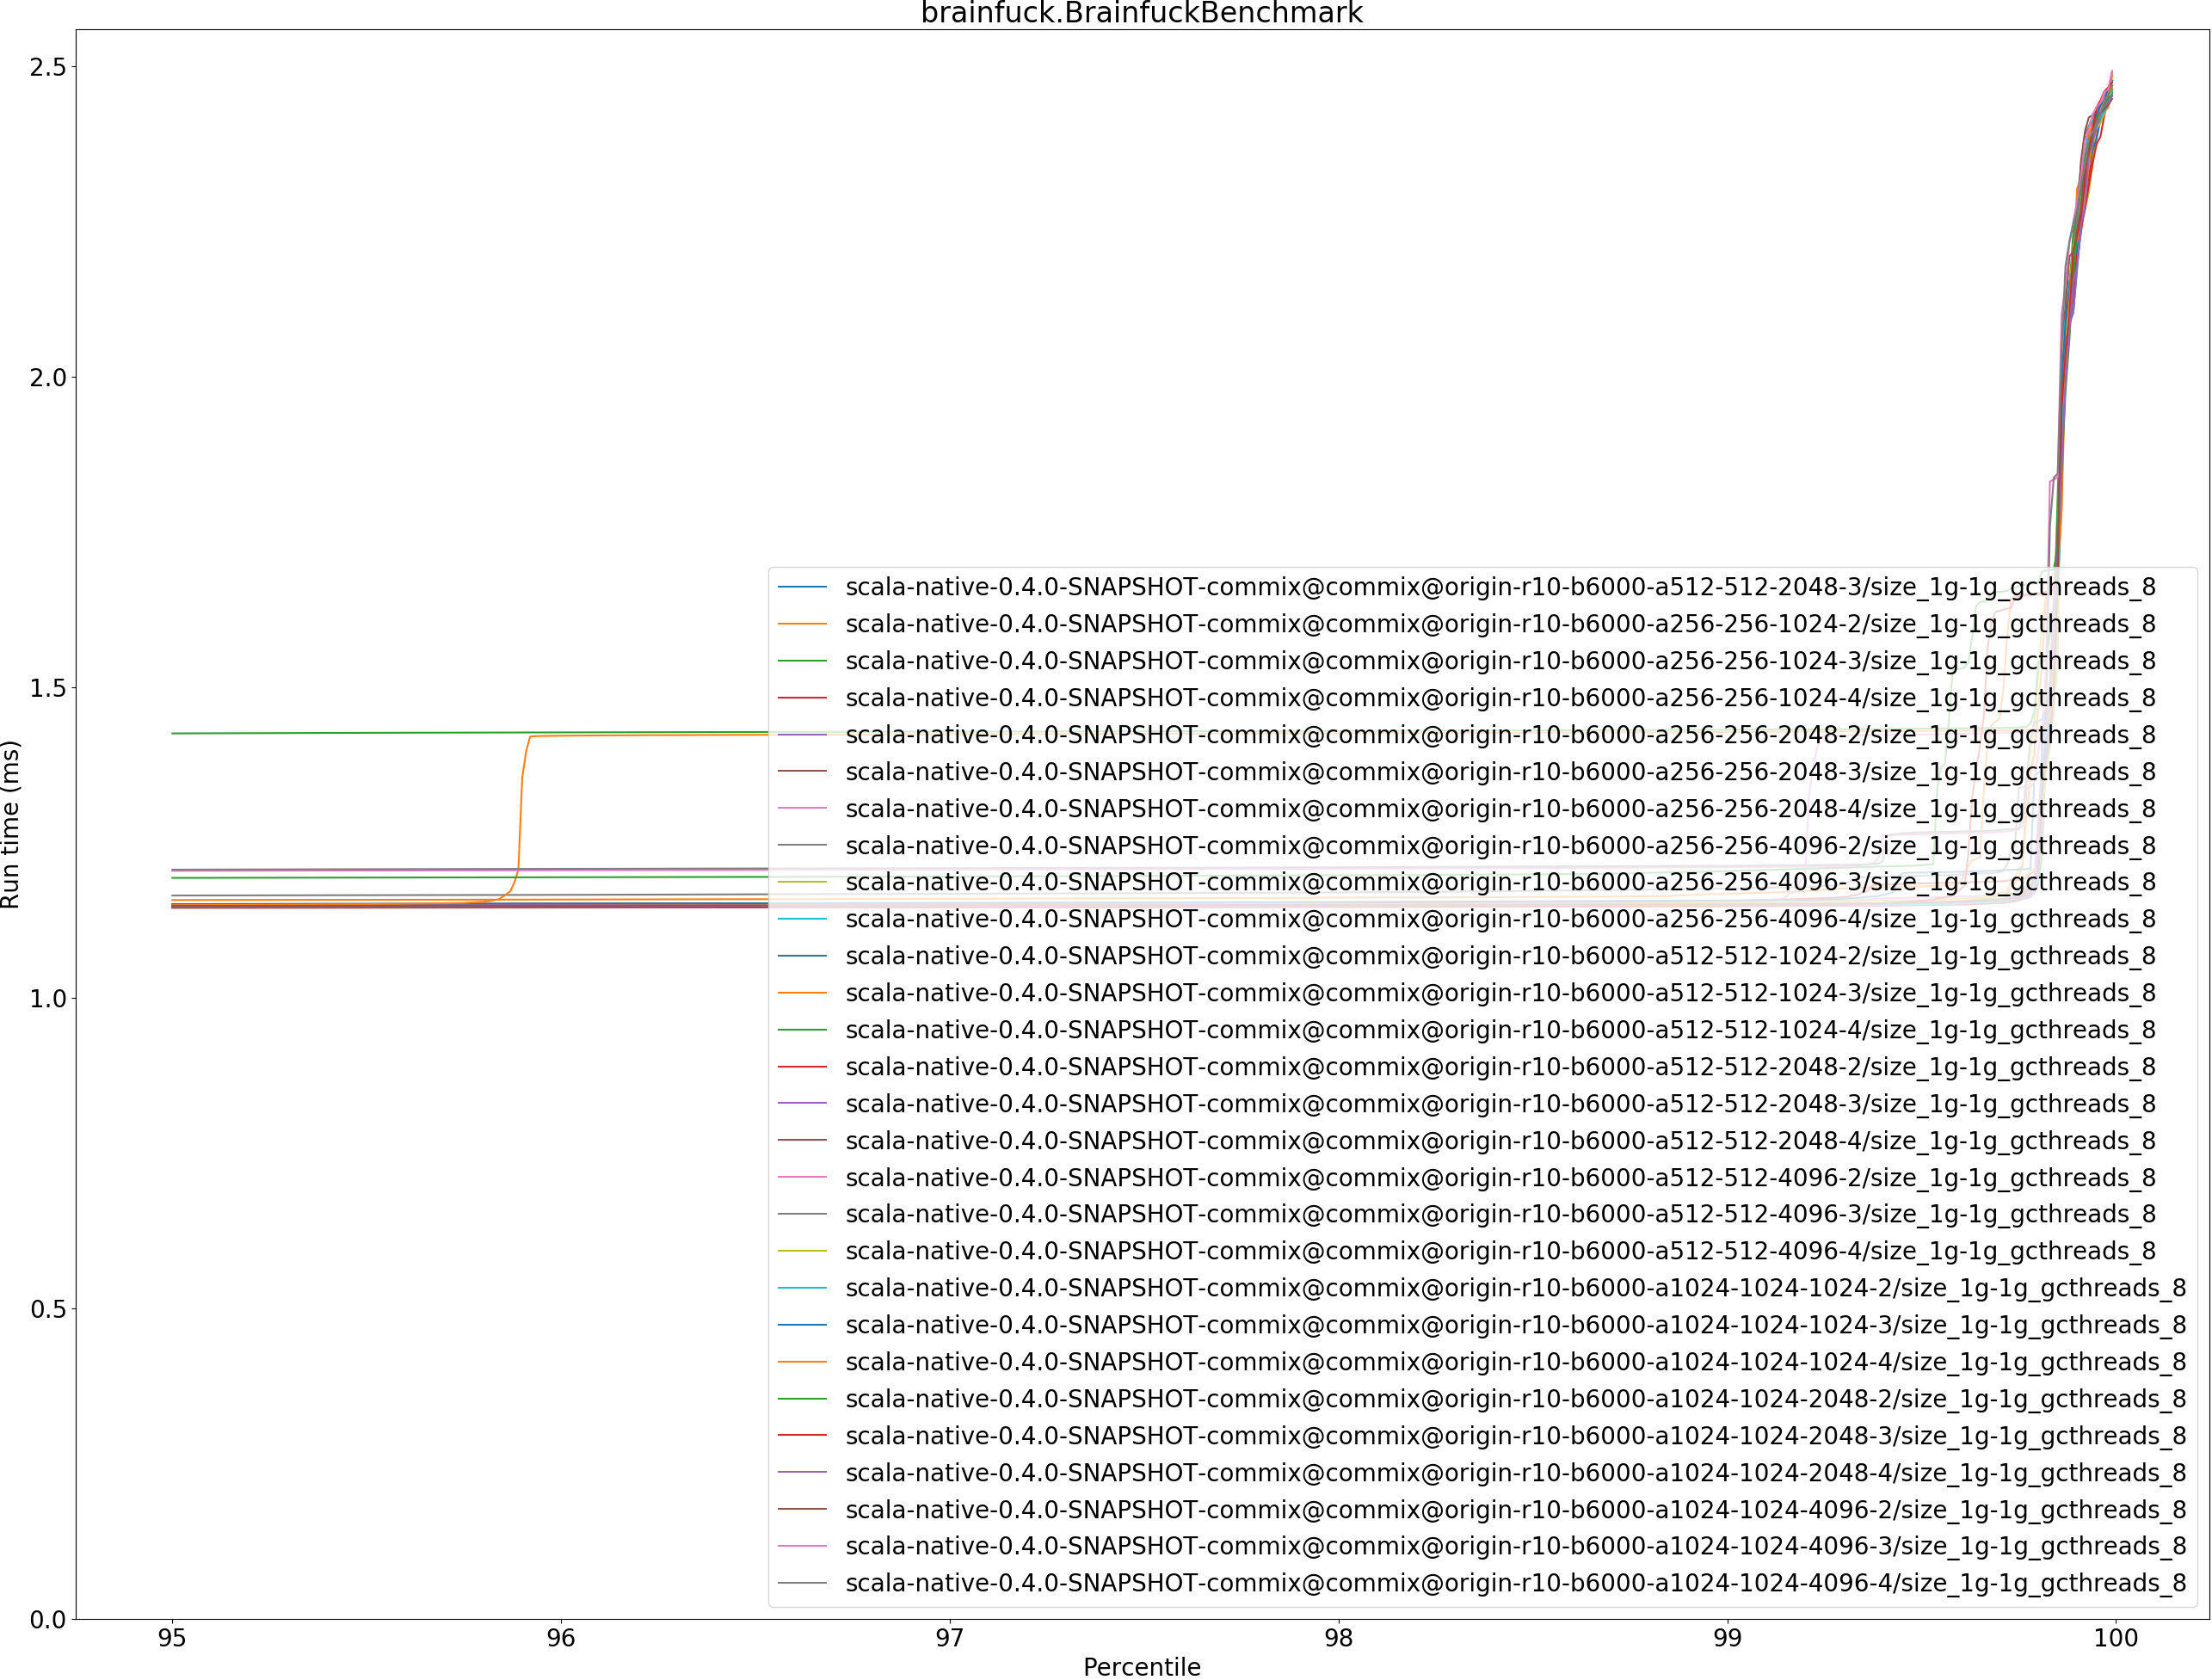 brainfuck.BrainfuckBenchmark
2.5
2.0
1.5
1.0
0.5
0.0
Run time (ms)
scala-native-0.4.0-SNAPSHOT-commix@commix@origin-r10-b6000-a512-512-2048-3/size_1g-1g_gcthreads_8
scala-native-0.4.0-SNAPSHOT-commix@commix@origin-r10-b6000-a256-256-1024-2/size_1g-1g_gcthreads_8
scala-native-0.4.0-SNAPSHOT-commix@commix@origin-r10-b6000-a256-256-1024-3/size_1g-1g_gcthreads_8
scala-native-0.4.0-SNAPSHOT-commix@commix@origin-r10-b6000-a256-256-1024-4/size_1g-1g_gcthreads_8
scala-native-0.4.0-SNAPSHOT-commix@commix@origin-r10-b6000-a256-256-2048-2/size_1g-1g_gcthreads_8
scala-native-0.4.0-SNAPSHOT-commix@commix@origin-r10-b6000-a256-256-2048-3/size_1g-1g_gcthreads_8
scala-native-0.4.0-SNAPSHOT-commix@commix@origin-r10-b6000-a256-256-2048-4/size_1g-1g_gcthreads_8
scala-native-0.4.0-SNAPSHOT-commix@commix@origin-r10-b6000-a256-256-4096-2/size_1g-1g_gcthreads_8
scala-native-0.4.0-SNAPSHOT-commix@commix@origin-r10-b6000-a256-256-4096-3/size_1g-1g_gcthreads_8
scala-native-0.4.0-SNAPSHOT-commix@commix@origin-r10-b6000-a256-256-4096-4/size_1g-1g_gcthreads_8
scala-native-0.4.0-SNAPSHOT-commix@commix@origin-r10-b6000-a512-512-1024-2/size_1g-1g_gcthreads_8
scala-native-0.4.0-SNAPSHOT-commix@commix@origin-r10-b6000-a512-512-1024-3/size_1g-1g_gcthreads_8
scala-native-0.4.0-SNAPSHOT-commix@commix@origin-r10-b6000-a512-512-1024-4/size_1g-1g_gcthreads_8
scala-native-0.4.0-SNAPSHOT-commix@commix@origin-r10-b6000-a512-512-2048-2/size_1g-1g_gcthreads_8
scala-native-0.4.0-SNAPSHOT-commix@commix@origin-r10-b6000-a512-512-2048-3/size_1g-1g_gcthreads_8
scala-native-0.4.0-SNAPSHOT-commix@commix@origin-r10-b6000-a512-512-2048-4/size_1g-1g_gcthreads_8
scala-native-0.4.0-SNAPSHOT-commix@commix@origin-r10-b6000-a512-512-4096-2/size_1g-1g_gcthreads_8
scala-native-0.4.0-SNAPSHOT-commix@commix@origin-r10-b6000-a512-512-4096-3/size_1g-1g_gcthreads_8
scala-native-0.4.0-SNAPSHOT-commix@commix@origin-r10-b6000-a512-512-4096-4/size_1g-1g_gcthreads_8
scala-native-0.4.0-SNAPSHOT-commix@commix@origin-r10-b6000-a1024-1024-1024-2/size_1g-1g_gcthreads_8
scala-native-0.4.0-SNAPSHOT-commix@commix@origin-r10-b6000-a1024-1024-1024-3/size_1g-1g_gcthreads_8
scala-native-0.4.0-SNAPSHOT-commix@commix@origin-r10-b6000-a1024-1024-1024-4/size_1g-1g_gcthreads_8
scala-native-0.4.0-SNAPSHOT-commix@commix@origin-r10-b6000-a1024-1024-2048-2/size_1g-1g_gcthreads_8
scala-native-0.4.0-SNAPSHOT-commix@commix@origin-r10-b6000-a1024-1024-2048-3/size_1g-1g_gcthreads_8
scala-native-0.4.0-SNAPSHOT-commix@commix@origin-r10-b6000-a1024-1024-2048-4/size_1g-1g_gcthreads_8
scala-native-0.4.0-SNAPSHOT-commix@commix@origin-r10-b6000-a1024-1024-4096-2/size_1g-1g_gcthreads_8
scala-native-0.4.0-SNAPSHOT-commix@commix@origin-r10-b6000-a1024-1024-4096-3/size_1g-1g_gcthreads_8
scala-native-0.4.0-SNAPSHOT-commix@commix@origin-r10-b6000-a1024-1024-4096-4/size_1g-1g_gcthreads_8
95 96 97 98 99 100
Percentile